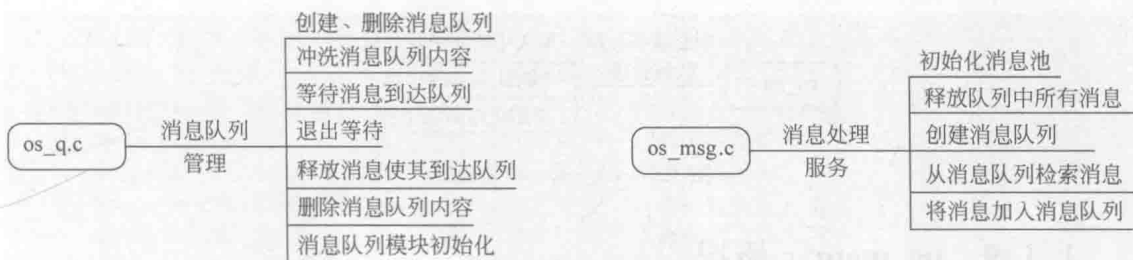 创建、删除消息队列
冲洗消息队列内容
等待消息到达队列
os_q.c
消息队列
管理
退出等待
释放消息使其到达队列
删除消息队列内容
消息队列模块初始化
初始化消息池
释放队列中所有消息
os_msg.c
消息处理
服务
创建消息队列
从消息队列检索消息
将消息加入消息队列